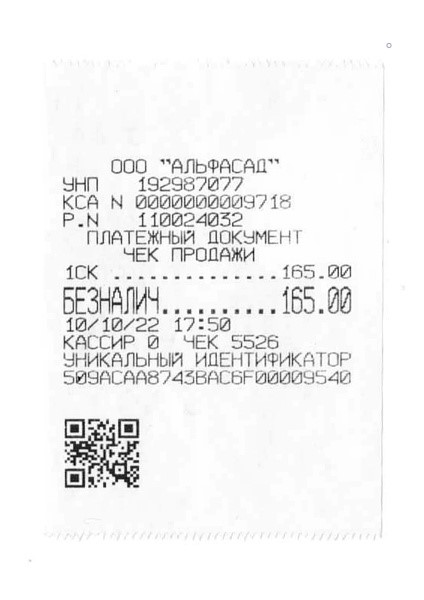 ООО "АЛЬФАСАД"
УНП 192987077
КСА N 0000000009718
Р.N 110024032
ПЛАТЕЖНЫЙ ДОКУМЕНТ
ЧЕК ПРОДАЖИ
1СК ..............165.00
БЕЗНАЛИЧ..........165.00
10/10/22 17:50
КАССИР 0 ЧЕК 5526
УНИКАЛЬНЫЙ ИДЕНТИФИКАТОР
509ACAA8743BAC6F00009540